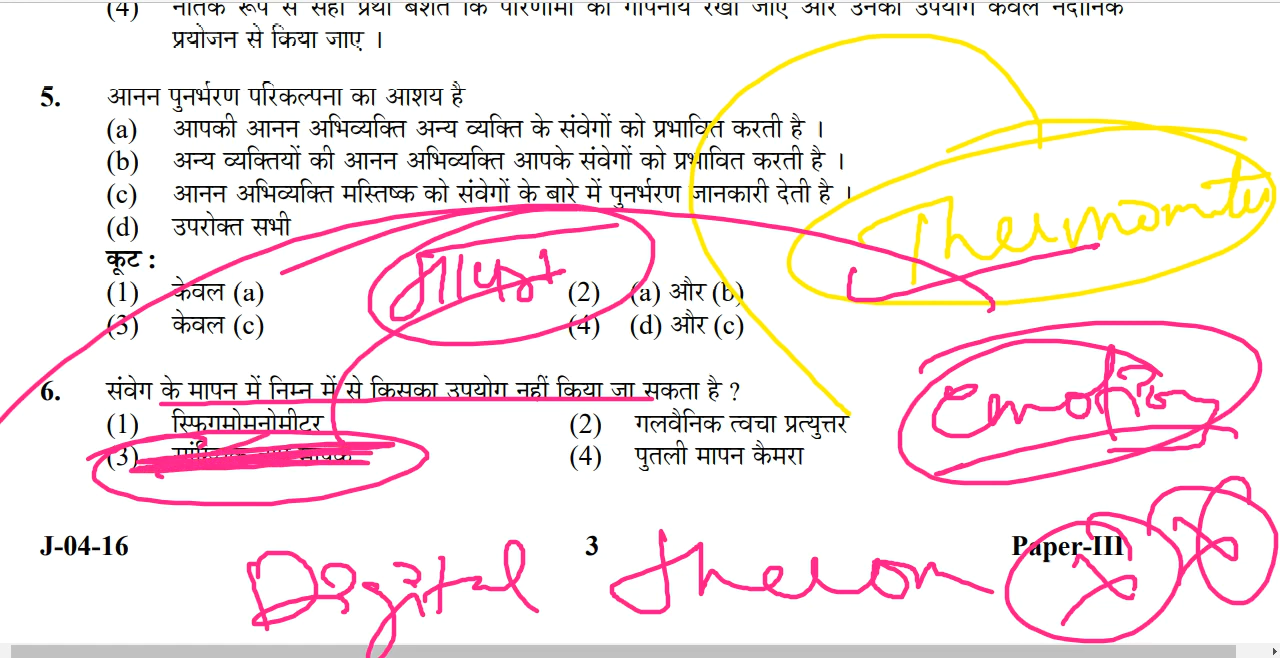 (4) नैतिक रूप से सही प्रथा बशर्ते कि परिणामों को गोपनीय रखा जाए और उनका उपयोग केवल नैदानिक
प्रयोजन से किया जाए ।
5. आनन पुनर्भरण परिकल्पना का आशय है
(a) आपकी आनन अभिव्यक्ति अन्य व्यक्ति के संवेगों को प्रभावित करती है ।
(b) अन्य व्यक्तियों की आनन अभिव्यक्ति आपके संवेगों को प्रभावित करती है ।
(c) आनन अभिव्यक्ति मस्तिष्क को संवेगों के बारे में पुनर्भरण जानकारी देती है ।
(d) उपरोक्त सभी
Thermometer
कूट :
(1) केवल (a) (2) (a) और (b)
(3) केवल (c) (4) (d) और (c)
Emotion
6. संवेग के मापन में निम्न में से किसका उपयोग नहीं किया जा सकता है ?
(1) स्फिगमोमनोमीटर (2) गलवैनिक त्वचा प्रत्युत्तर
(3) मापक (4) पुतली मापन कैमरा
J-04-16 3 Paper-III
Digital Thermom